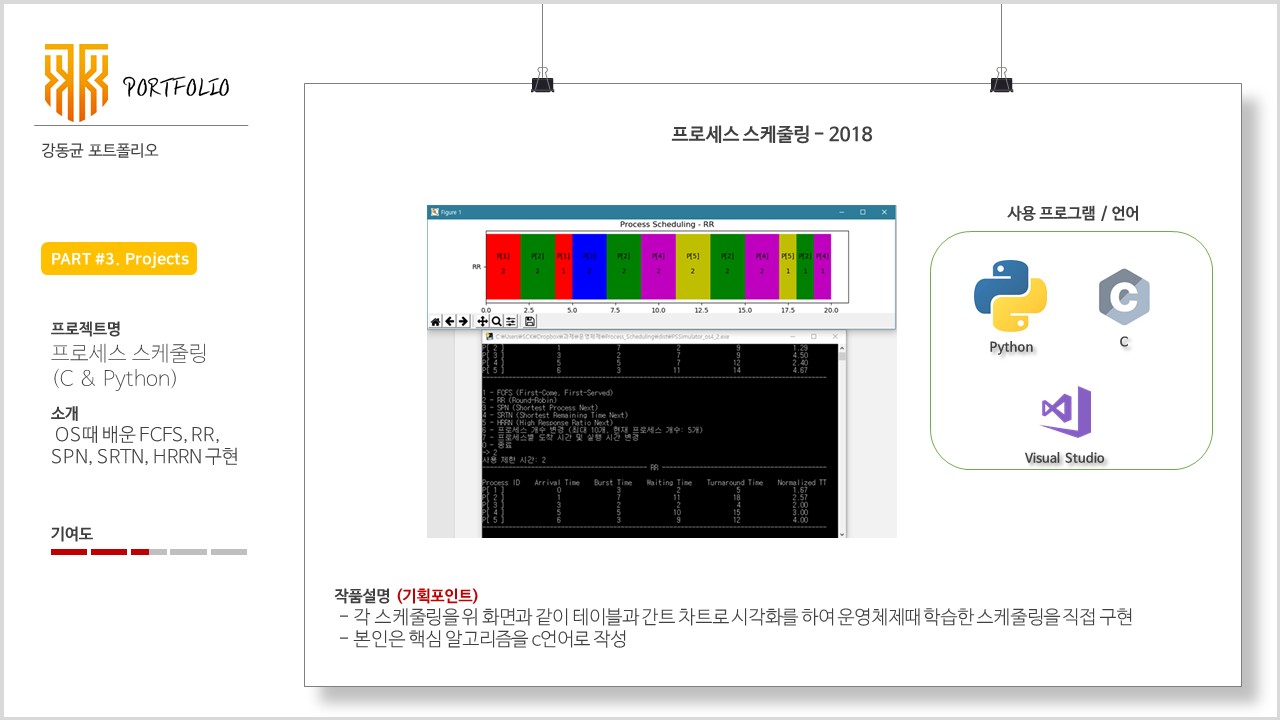 PORTFOLIO
강동균 포트폴리오
PART #3. Projects
프로젝트명
프로세스 스케줄링
(C & Python)
소개
OS때 배운 FCFS, RR,
SPN, SRTN, HRRN 구현
기여도
프로세스 스케줄링 - 2018
Figure 1
Process Scheduling - RR
P[1] P[2] P[1] P[3] P[2] P[4] P[5] P[2] P[4] P[5] P[2] P[4]
2 2 1 2 2 2 2 2 2 1 1 1
RR
0.0 2.5 5.0 7.5 10.0 12.5 15.0 17.5 20.0
P[ 2 ] 1 7 2 9 1.29
P[ 3 ] 3 2 7 9 4.50
P[ 4 ] 5 5 7 12 2.40
P[ 5 ] 6 3 11 14 4.67
1 - FCFS (First-Come, First-Served)
2 - RR (Round-Robin)
3 - SPN (Shortest Process Next)
4 - SRTN (Shortest Remaining Time Next)
5 - HRRN (High Response Ratio Next)
6 - 프로세스 개수 변경 (최대 10개, 현재 프로세스 개수: 5개)
7 - 프로세스별 도착 시간 및 실행 시간 변경
0 - 종료
-> 2
사용 제한 시간: 2
RR
Process ID Arrival Time Burst Time Waiting Time Turnaround Time Normalized TT
P[ 1 ] 0 3 2 5 1.67
P[ 2 ] 1 7 11 18 2.57
P[ 3 ] 3 2 2 4 2.00
P[ 4 ] 5 5 10 15 3.00
P[ 5 ] 6 3 9 12 4.00
사용 프로그램 / 언어
Python
C
C
Visual Studio
작품설명 (기획포인트)
- 각 스케줄링을 위 화면과 같이 테이블과 간트 차트로 시각화를 하여 운영체제때 학습한 스케줄링을 직접 구현
- 본인은 핵심 알고리즘을 c언어로 작성